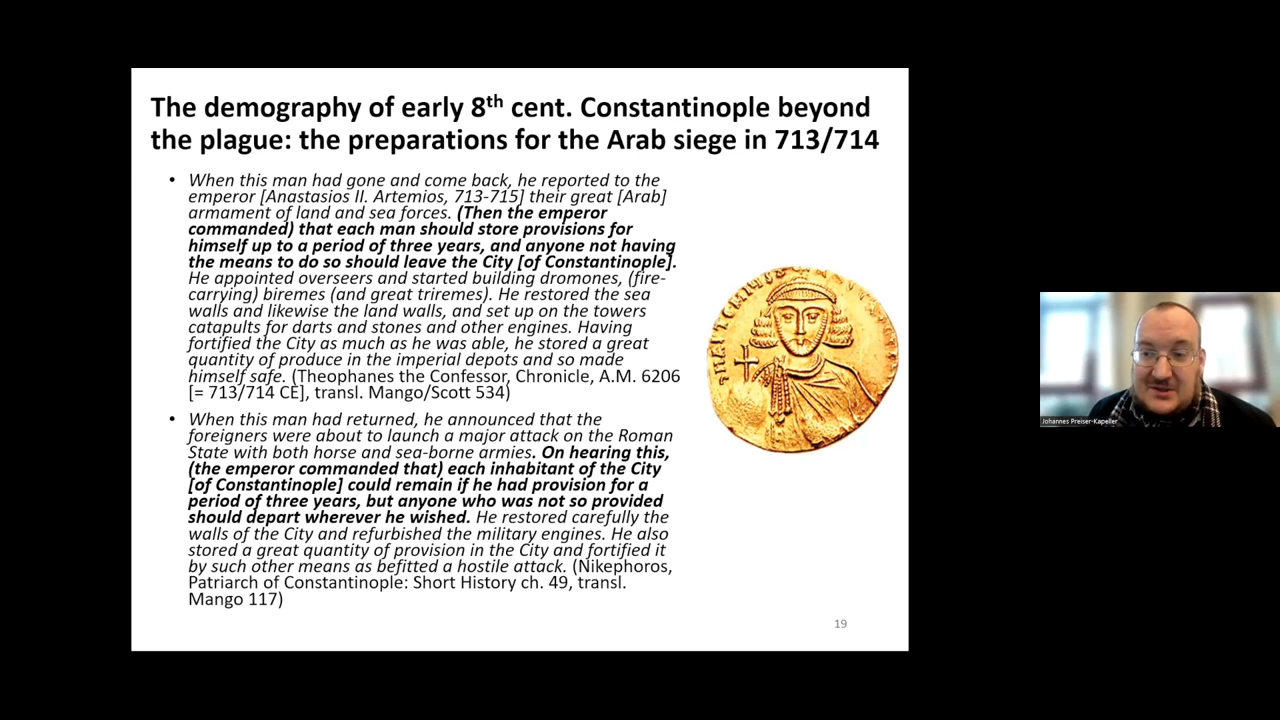 The demography of early 8th cent. Constantinople beyond
the plague: the preparations for the Arab siege in 713/714
• When this man had gone and come back, he reported to the
emperor [Anastasios II. Artemios, 713-715] their great [Arab]
armament of land and sea forces. (Then the emperor
commanded) that each man should store provisions for
himself up to a period of three years, and anyone not having
the means to do so should leave the City [of Constantinople].
He appointed overseers and started building dromones, (fire-
carrying) biremes (and great triremes). He restored the sea
walls and likewise the land walls, and set up on the towers
catapults for darts and stones and other engines. Having
fortified the City as much as he was able, he stored a great
quantity of produce in the imperial depots and so made
himself safe. (Theophanes the Confessor, Chronicle, A.M. 6206
[= 713/714 CE], transl. Mango/Scott 534)
• When this man had returned, he announced that the
foreigners were about to launch a major attack on the Roman
State with both horse and sea-borne armies. On hearing this,
(the emperor commanded that) each inhabitant of the City
[of Constantinople] could remain if he had provision for a
period of three years, but anyone who was not so provided
should depart wherever he wished. He restored carefully the
walls of the City and refurbished the military engines. He also
stored a great quantity of provision in the City and fortified it
by such other means as befitted a hostile attack. (Nikephoros,
Patriarch of Constantinople: Short History ch. 49, transl.
Mango 117)
19
Johannes Preiser-Kapeller